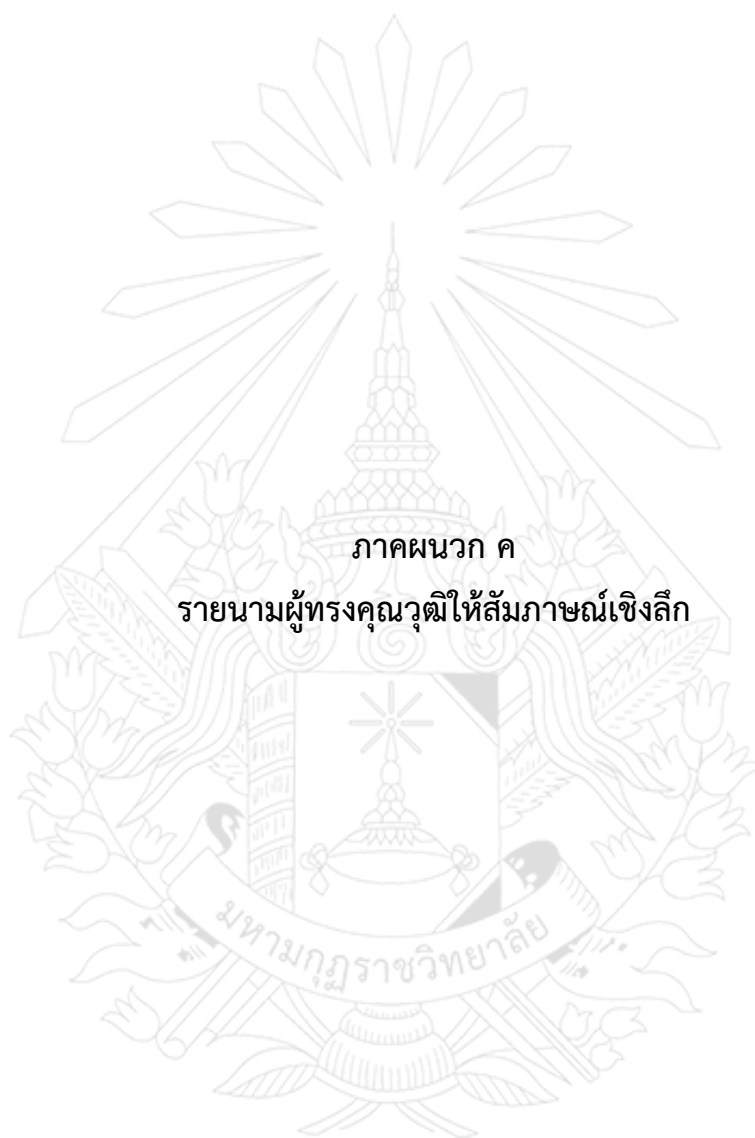 ภาคผนวก ค
รายนามผู้ทรงคุณวุฒิให้สัมภาษณ์เชิงลึก
มหามกุฏราชวิทยาลัย